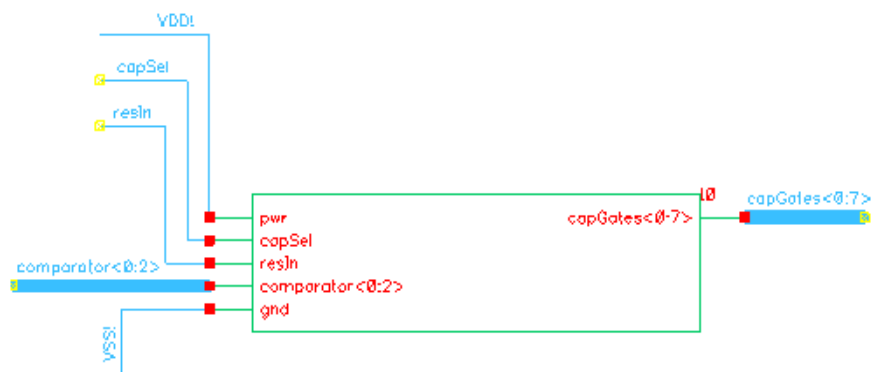 VDD!
capSel
resIn
I0
capGates<0:7>
pwr
capGates<0:7>
capSel
resIn
comparator<0:2>
comparator<0:2>
gnd
VSS!